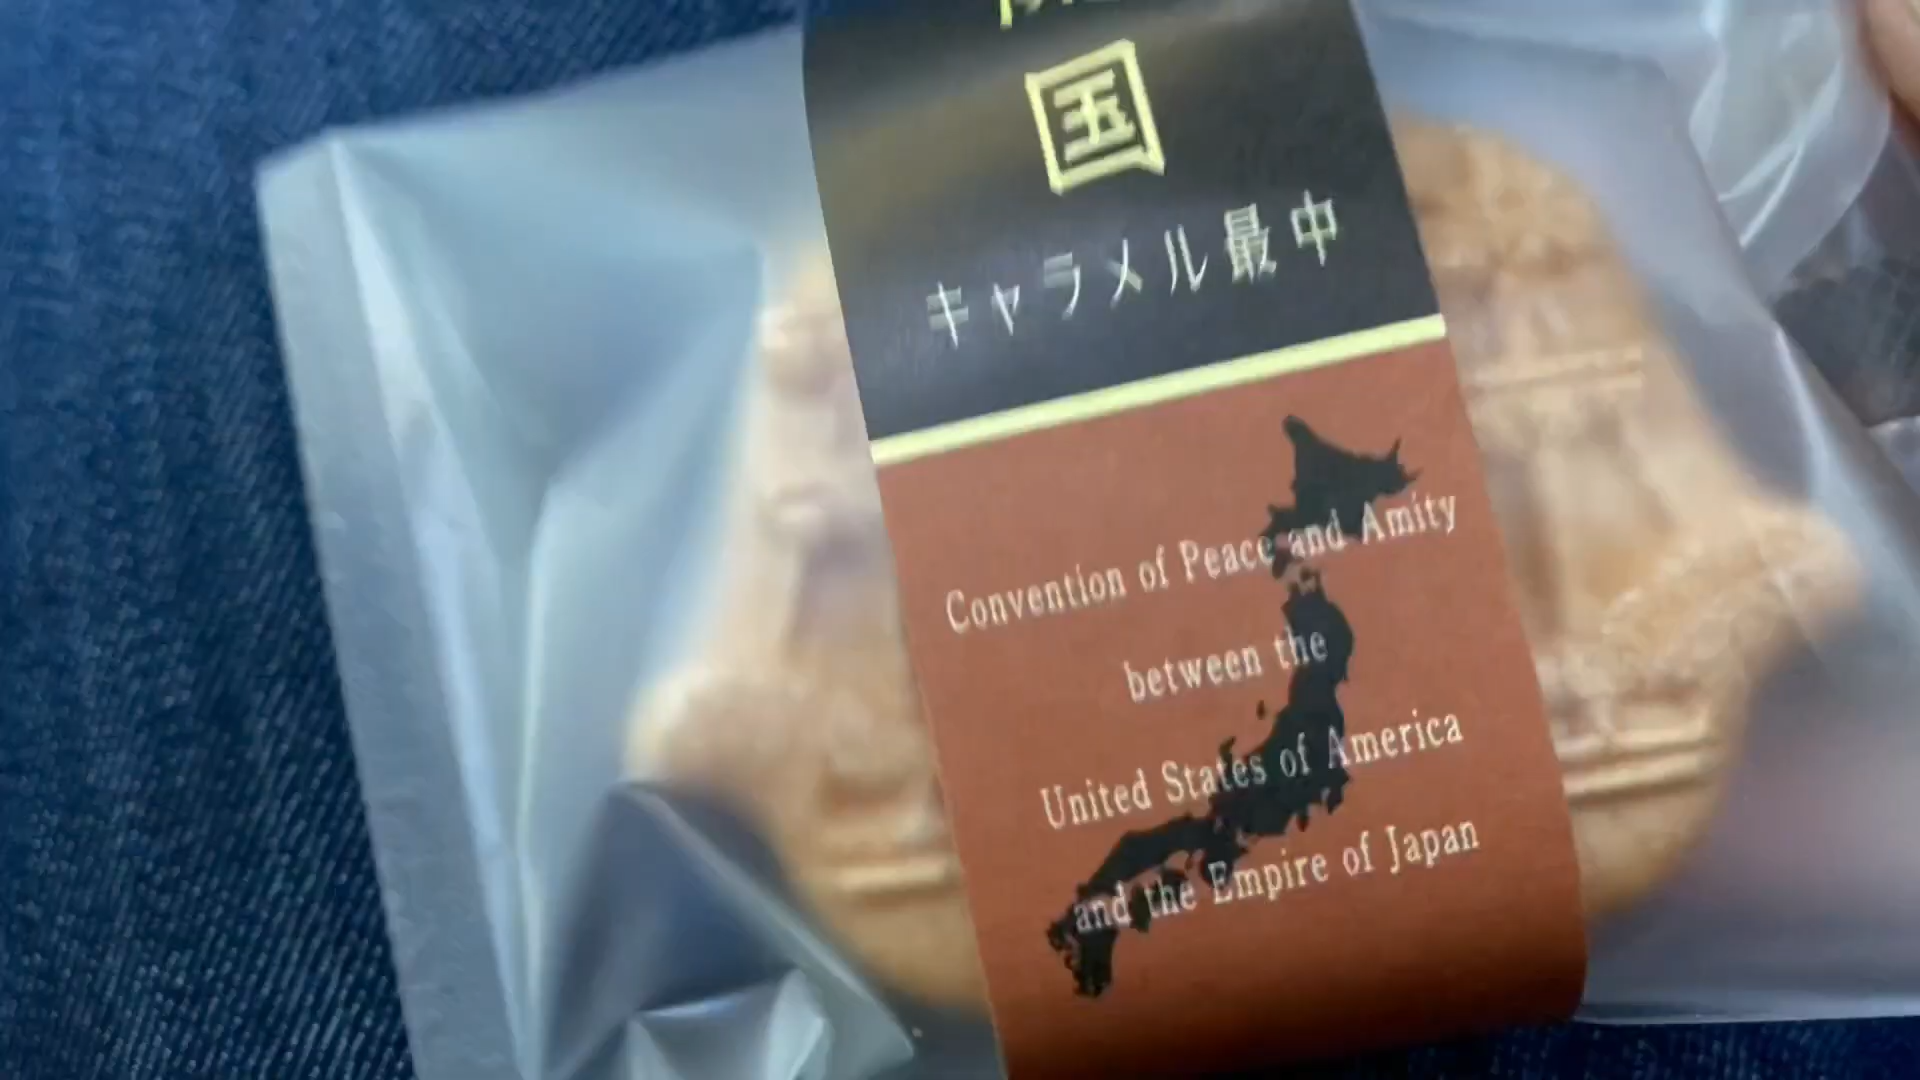 国
キャラメル最中
Convention of Peace and Amity
between the
United States of America
and the Empire of Japan